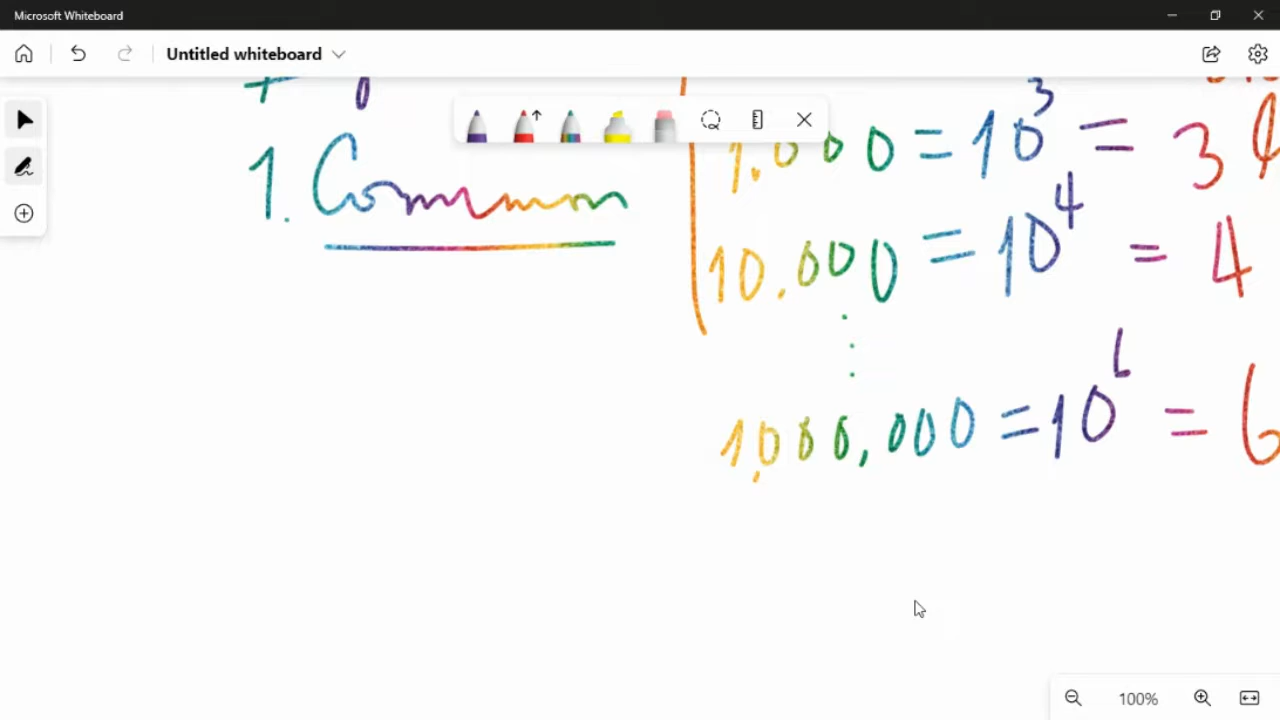 Microsoft Whiteboard
Untitled whiteboard
1. Common
1.000 = 10³ = 3
10.000 = 10⁴ = 4
1,000,000 = 10⁶ = 6
100%